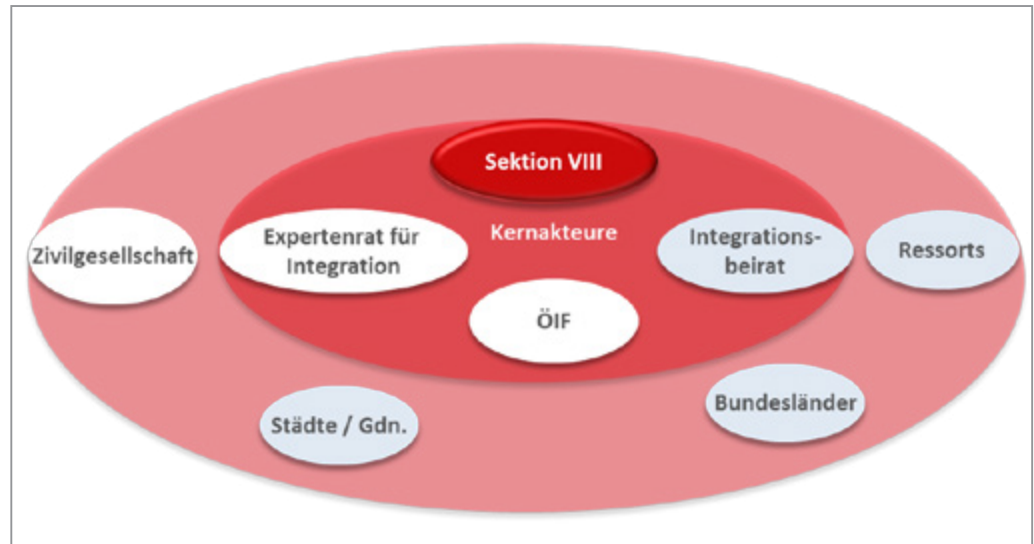 Sektion VIII
Kernakteure
Zivilgesellschaft
Expertenrat für
Integration
Integrations-
beirat
Ressorts
ÖIF
Städte / Gdn.
Bundesländer